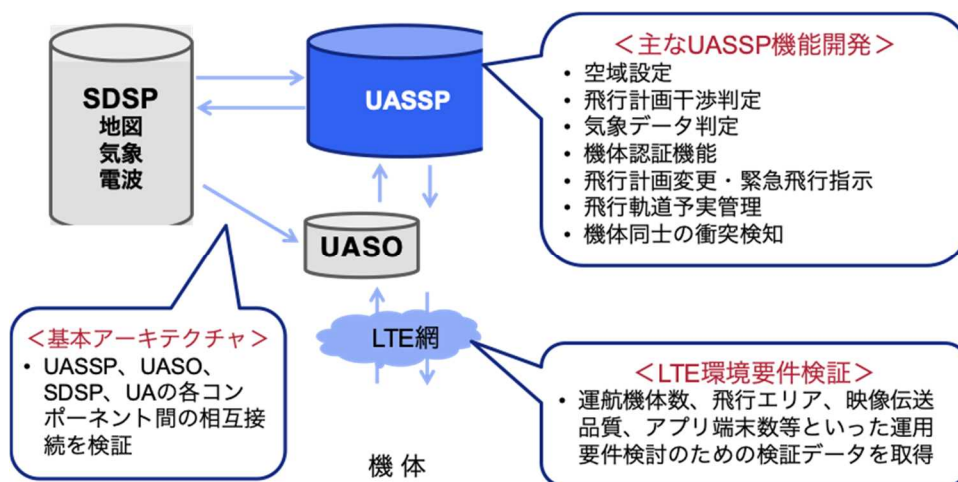 SDSP
地図
気象
電波
UASSP
＜主なUASSP機能開発＞
• 空域設定
• 飛行計画干渉判定
• 気象データ判定
• 機体認証機能
• 飛行計画変更・緊急飛行指示
• 飛行軌道予実管理
• 機体同士の衝突検知
UASO
LTE網
＜基本アーキテクチャ＞
• UASSP、UASO、
SDSP、UAの各コン
ポーネント間の相互接
続を検証
＜LTE環境要件検証＞
• 運航機体数、飛行エリア、映像伝送
品質、アプリ端末数等といった運用
要件検討のための検証データを取得
機 体